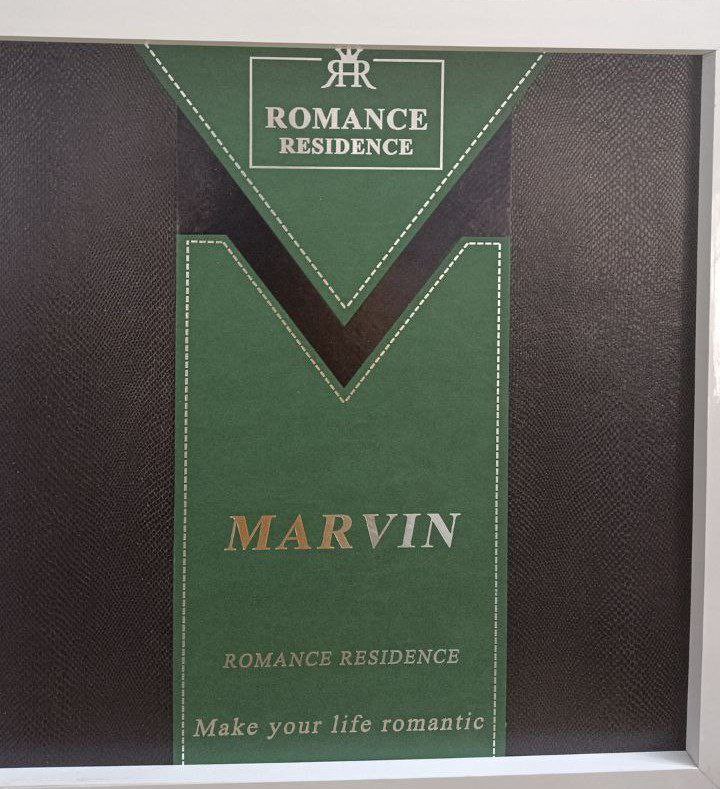 RR
ROMANCE
RESIDENCE
MARVIN
ROMANCE RESIDENCE
Make your life romantic